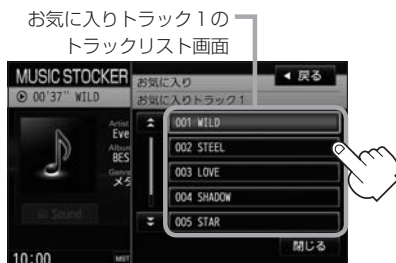 お気に入りトラック1の
トラックリスト画面
MUSIC STOCKER
00'37" WILD
お気に入り
戻る
お気に入りトラック1
Artist
Eve
Album
BES
Genre
メタ
Sound
001 WILD
002 STEEL
003 LOVE
004 SHADOW
005 STAR
閉じる
10:00
MST